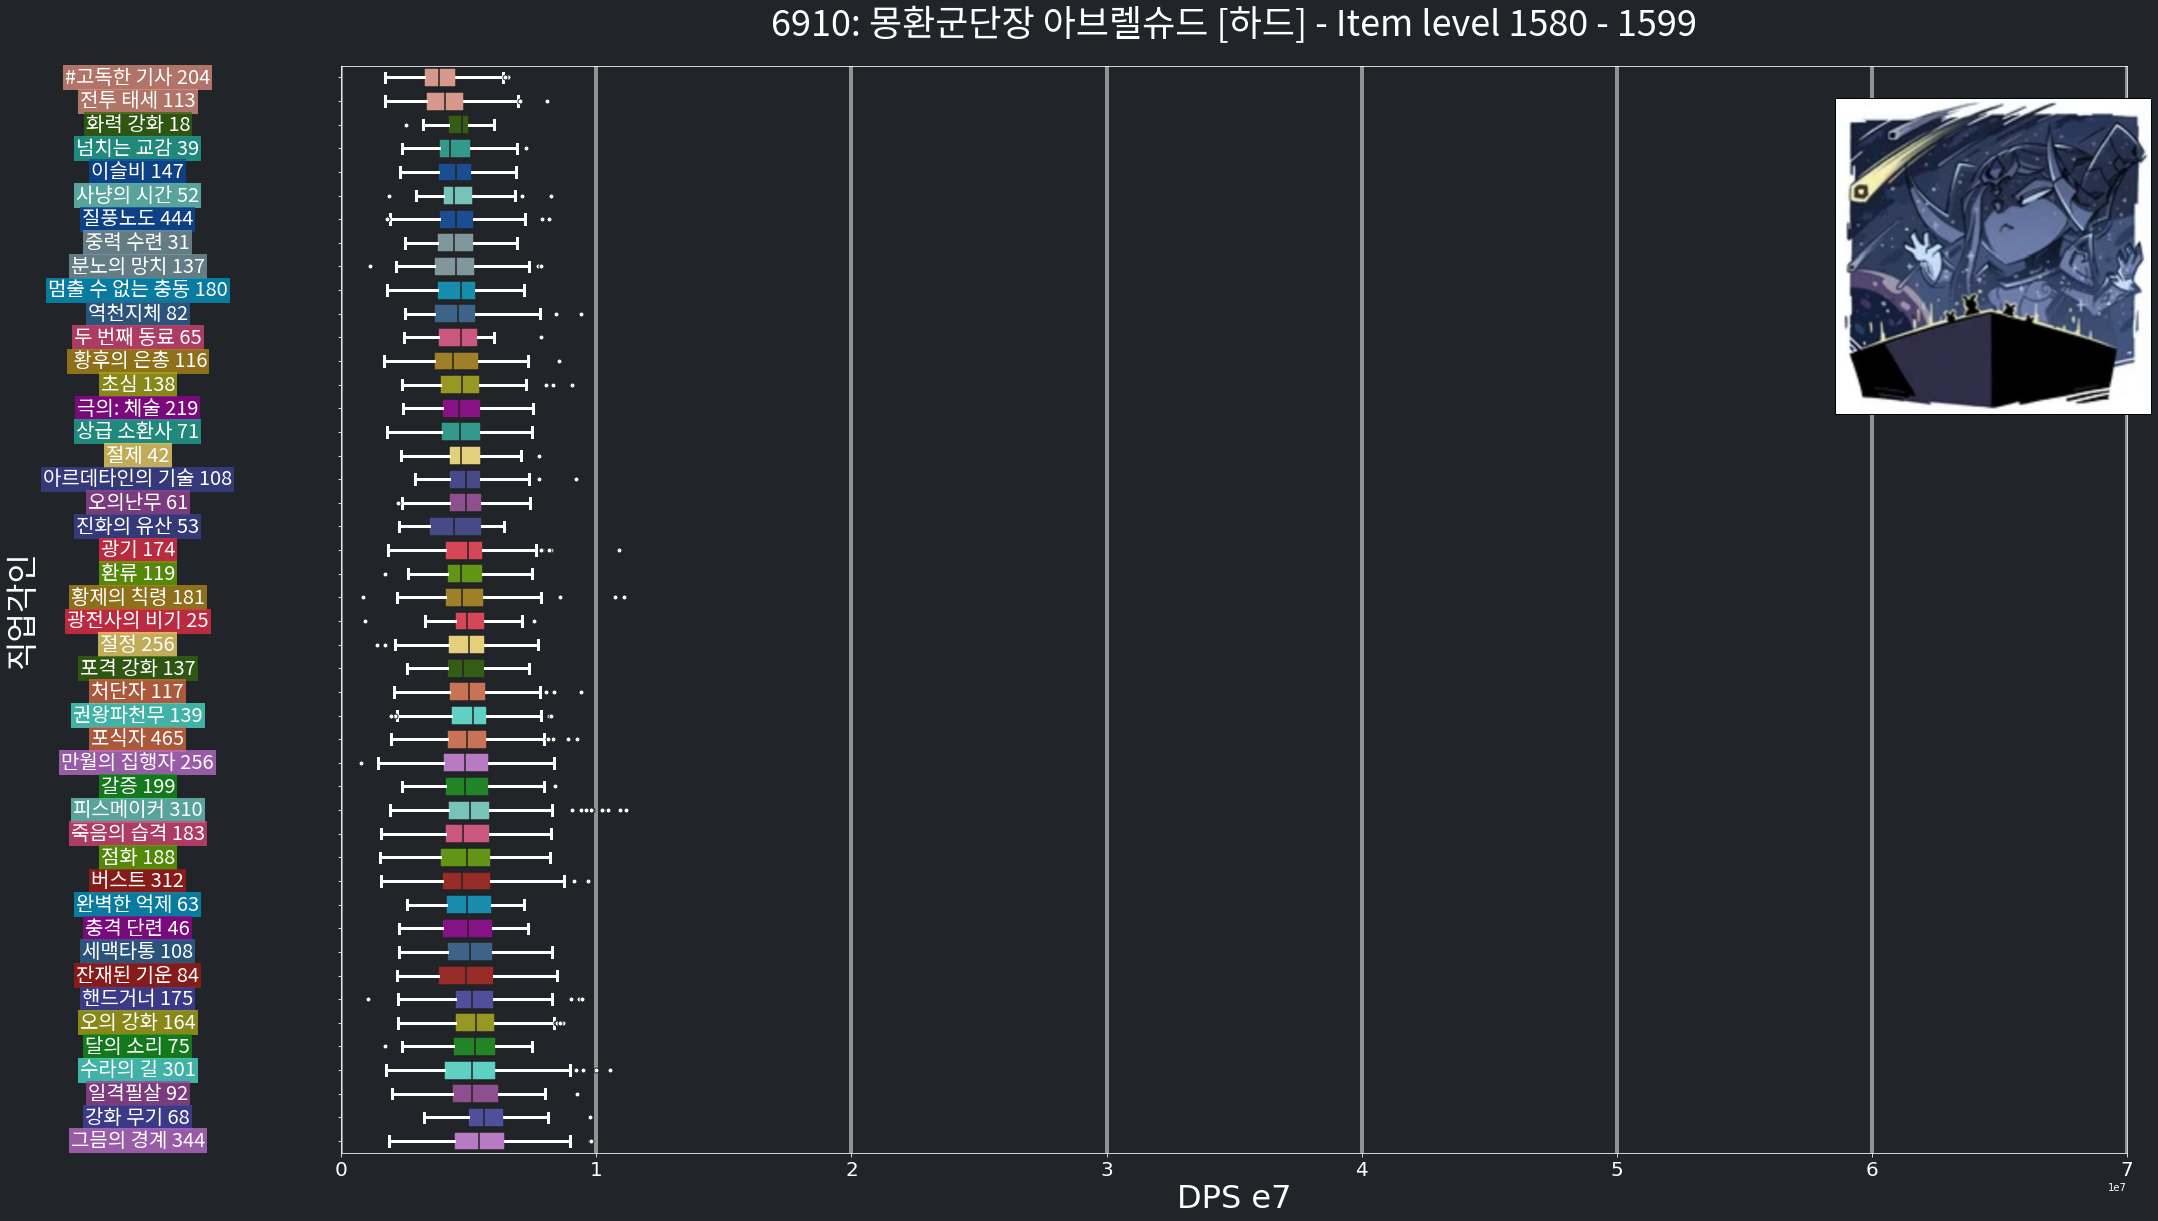 6910: 몽환군단장 아브렐슈드 [하드] - Item level 1580 - 1599
#고독한 기사 204
전투 태세 113
화력 강화 18
넘치는 교감 39
이슬비 147
사냥의 시간 52
질풍노도 444
중력 수련 31
분노의 망치 137
멈출 수 없는 충동 180
역천지체 82
두 번째 동료 65
황후의 은총 116
초심 138
극의: 체술 219
상급 소환사 71
절제 42
아르데타인의 기술 108
오의난무 61
진화의 유산 53
광기 174
환류 119
황제의 칙령 181
광전사의 비기 25
절정 256
포격 강화 137
처단자 117
권왕파천무 139
포식자 465
만월의 집행자 256
갈증 199
피스메이커 310
죽음의 습격 183
점화 188
버스트 312
완벽한 억제 63
충격 단련 46
세맥타통 108
잔재된 기운 84
핸드거너 175
오의 강화 164
달의 소리 75
수라의 길 301
일격필살 92
강화 무기 68
그믐의 경계 344
직업각인
0 1 2 3 4 5 6 7
1e7
DPS e7